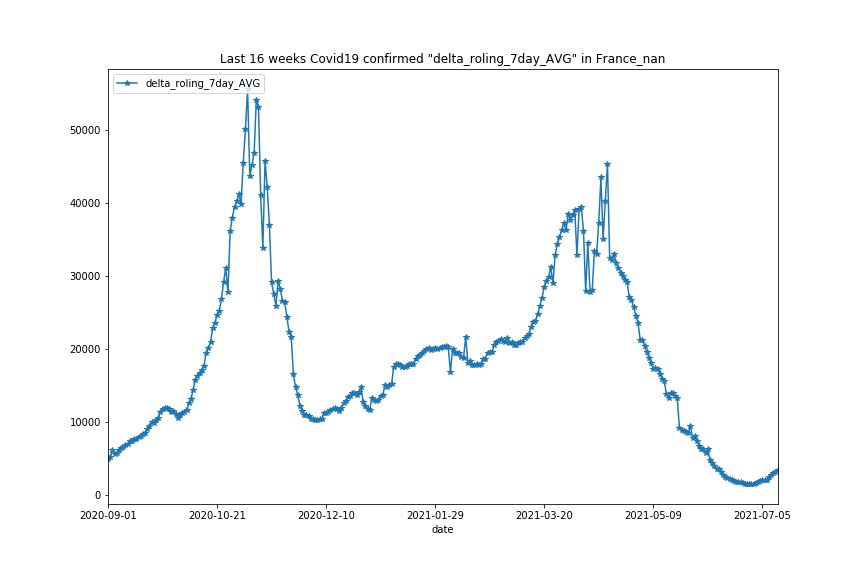 Last 16 weeks Covid19 confirmed "delta_roling_7day_AVG" in France_nan
delta_roling_7day_AVG
50000
40000
30000
20000
10000
0
2020-09-01 2020-10-21 2020-12-10 2021-01-29 2021-03-20 2021-05-09 2021-07-05
date